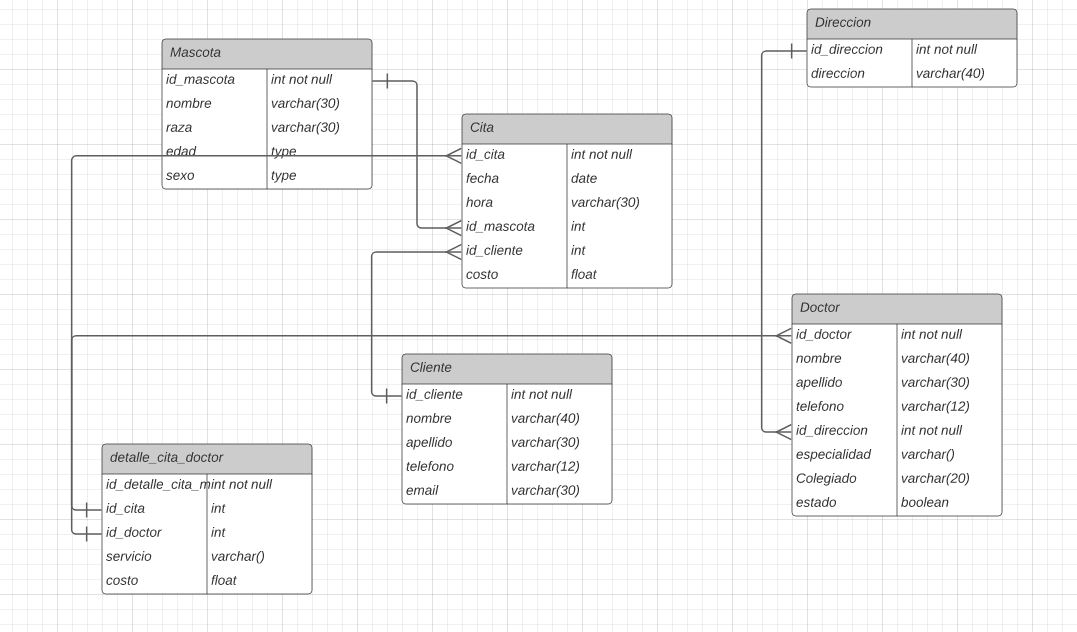 Direccion
id_direccion int not null
direccion varchar(40)
Mascota
id_mascota int not null
nombre varchar(30)
raza varchar(30)
edad type
sexo type
Cita
id_cita int not null
fecha date
hora varchar(30)
id_mascota int
id_cliente int
costo float
Doctor
id_doctor int not null
nombre varchar(40)
apellido varchar(30)
telefono varchar(12)
id_direccion int not null
especialidad varchar()
Colegiado varchar(20)
estado boolean
Cliente
id_cliente int not null
nombre varchar(40)
apellido varchar(30)
telefono varchar(12)
email varchar(30)
detalle_cita_doctor
id_detalle_cita_m int not null
id_cita int
id_doctor int
servicio varchar()
costo float